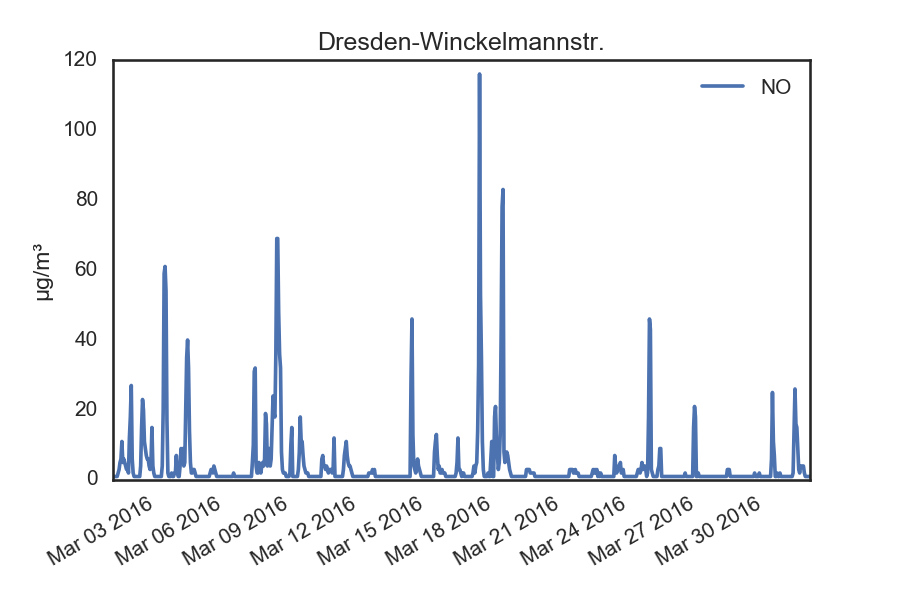 Dresden-Winckelmannstr.
120
NO
100
80
60
µg/m³
40
20
0
Mar 03 2016
Mar 06 2016
Mar 09 2016
Mar 12 2016
Mar 15 2016
Mar 18 2016
Mar 21 2016
Mar 24 2016
Mar 27 2016
Mar 30 2016